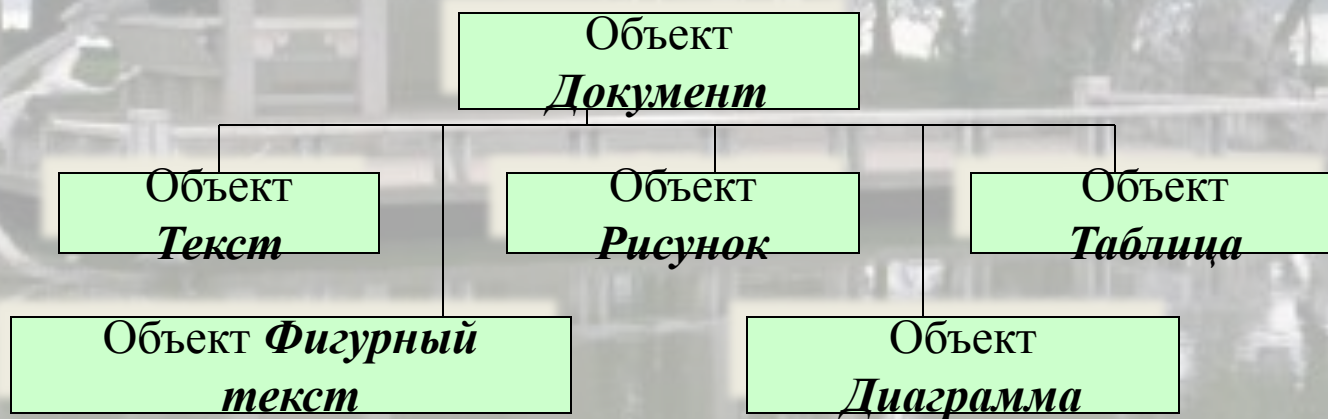 Объект
Документ
Объект
Текст
Объект
Рисунок
Объект
Таблица
Объект Фигурный
текст
Объект
Диаграмма